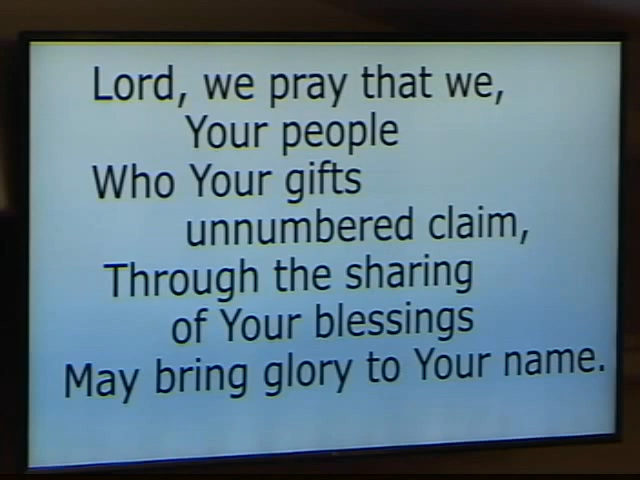 Lord, we pray that we,
Your people
Who Your gifts
unnumbered claim,
Through the sharing
of Your blessings
May bring glory to Your name.